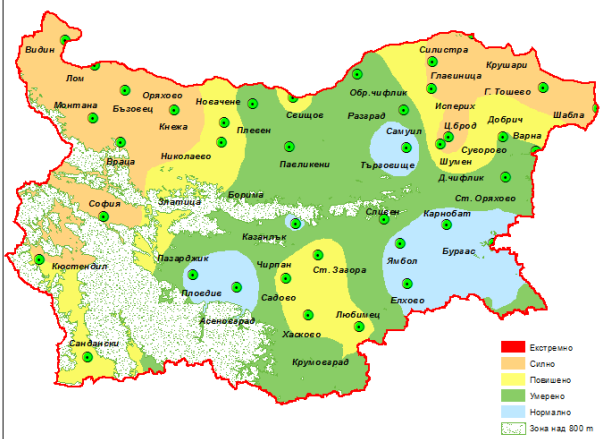 Видин
Лом
Монтана
Бъзовец
Оряхово
Кнежа
Новачене
Враца
Николаево
Плевен
Свищов
Павликени
Обр.чифлик
Разград
Силистра
Главиница
Крушари
Г. Тошево
Исперих
Шабла
Добрич
Ц.брод
Варна
Самуил
Суворово
Шумен
Търговище
Д.чифлик
София
Златица
Борима
Ст. Оряхово
Сливен
Карнобат
Казанлък
Бургас
Ямбол
Кюстендил
Пазарджик
Чирпан
Ст. Загора
Пловдив
Садово
Елхово
Асеновград
Любимец
Хасково
Сандански
Крумовград
Екстремно
Силно
Повишено
Умерено
Нормално
Зона над 800 m